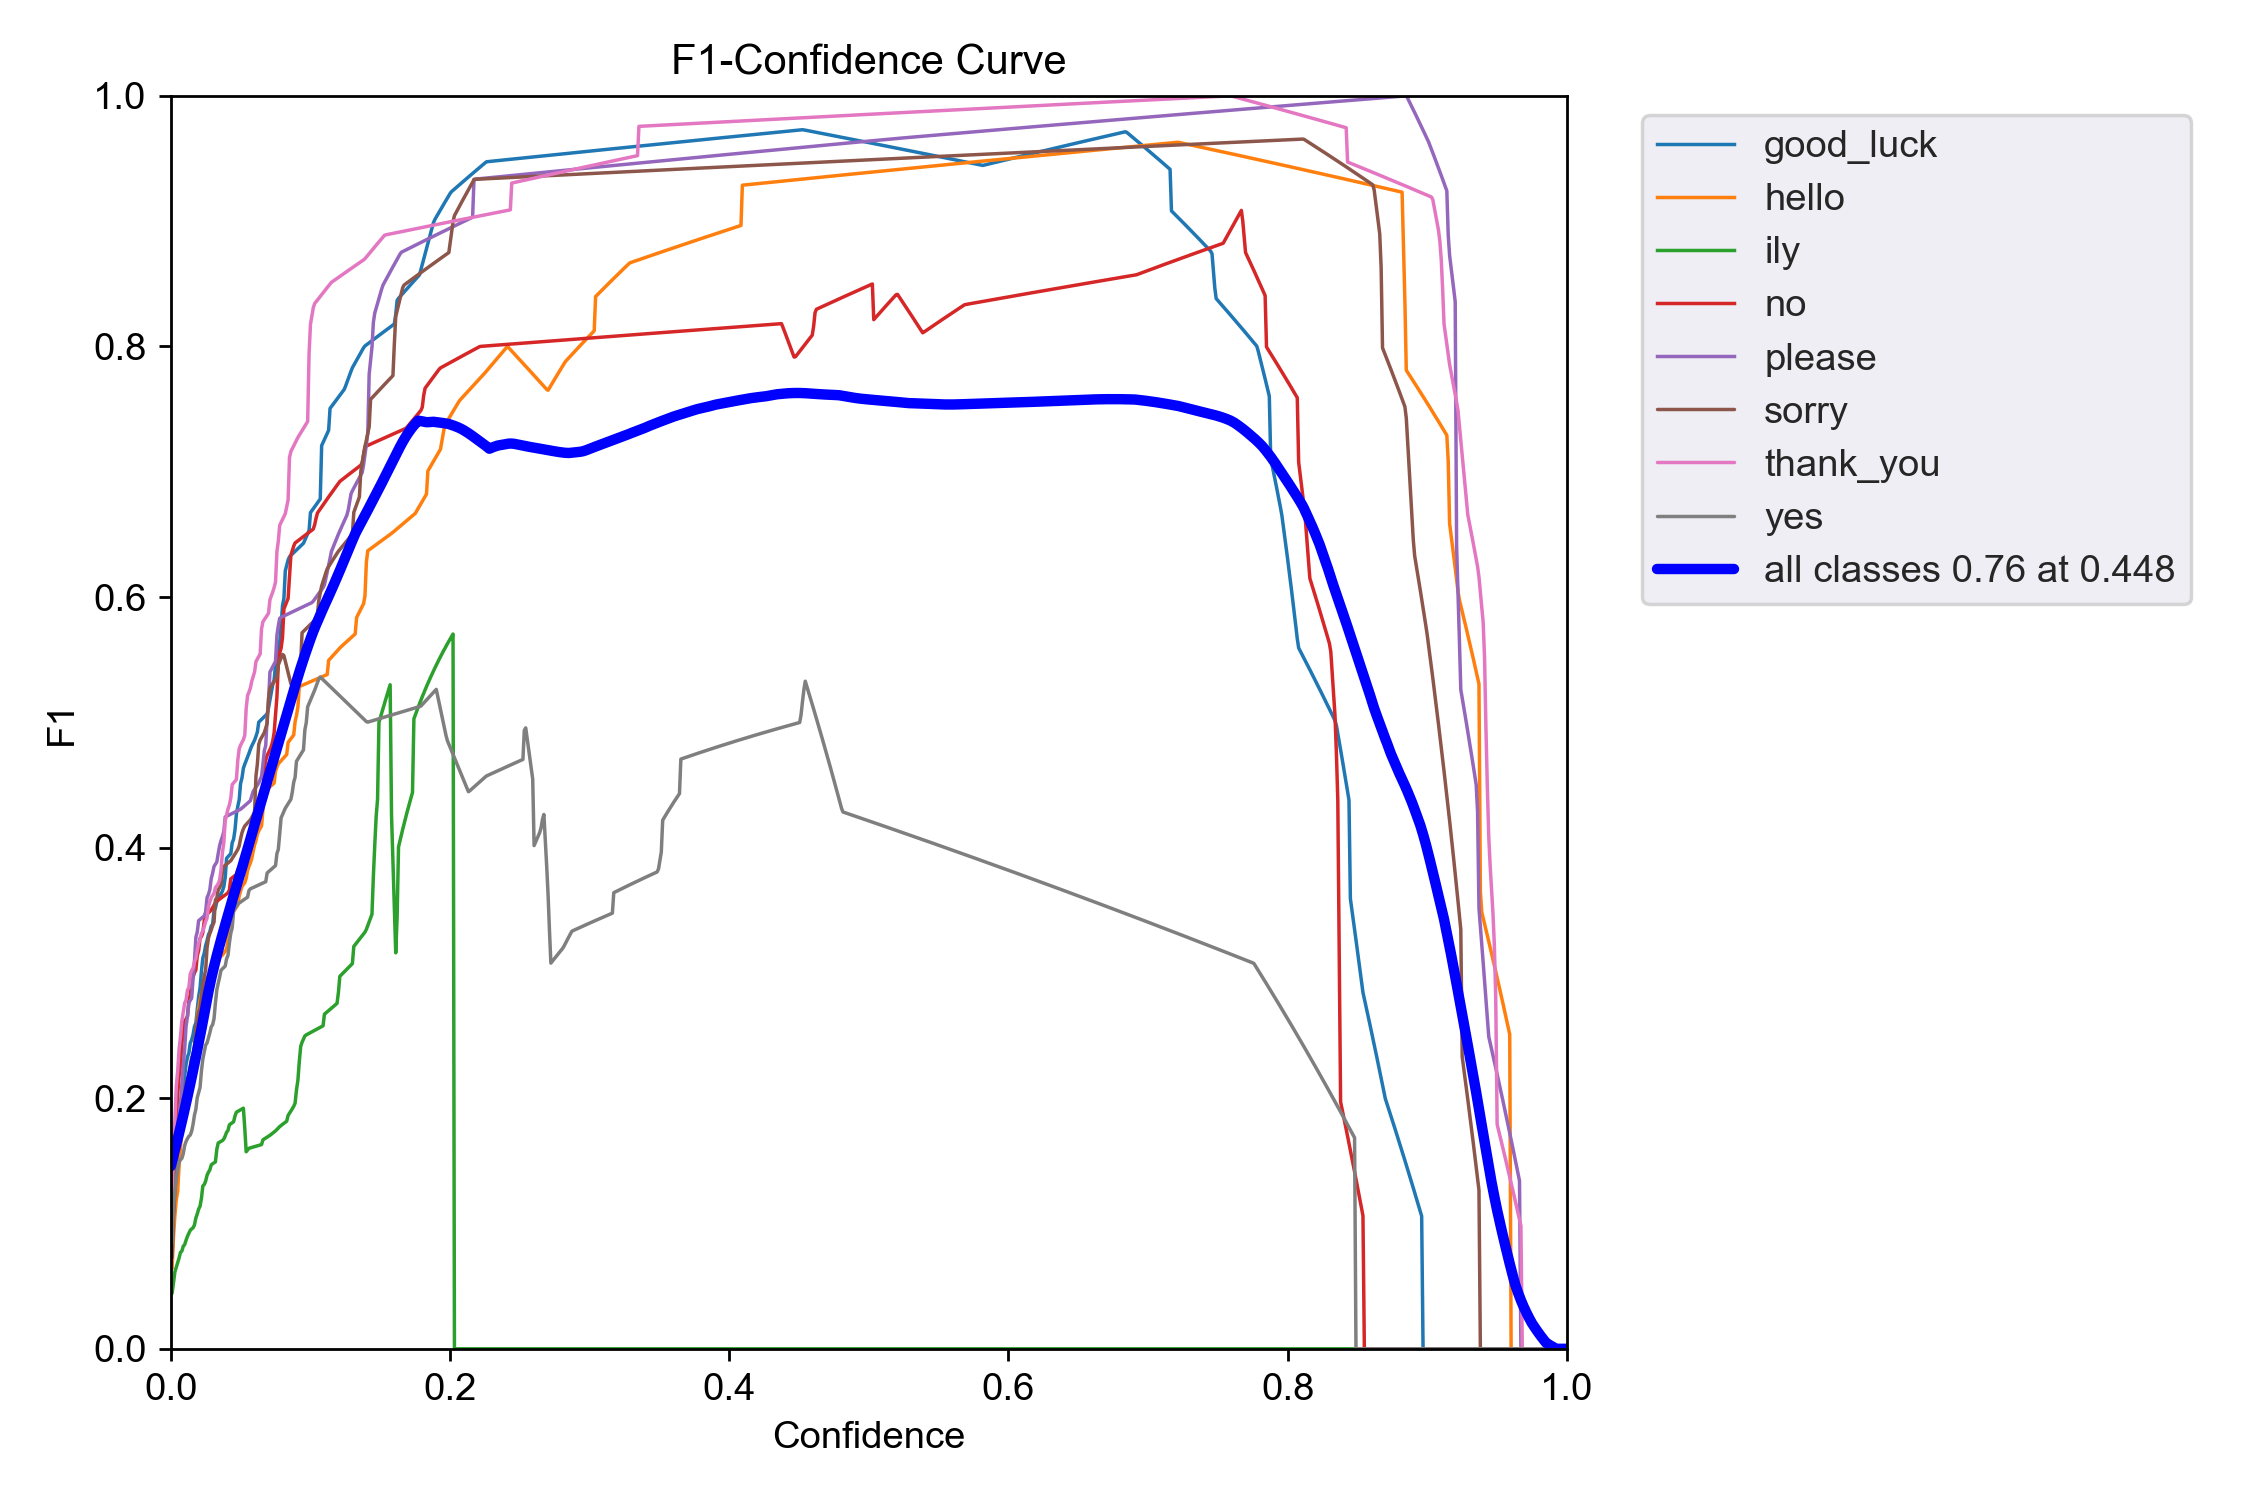 F1-Confidence Curve
1.0
0.8
0.6
0.4
0.2
0.0
F1
0.0 0.2 0.4 0.6 0.8 1.0
Confidence
good_luck
hello
ily
no
please
sorry
thank_you
yes
all classes 0.76 at 0.448